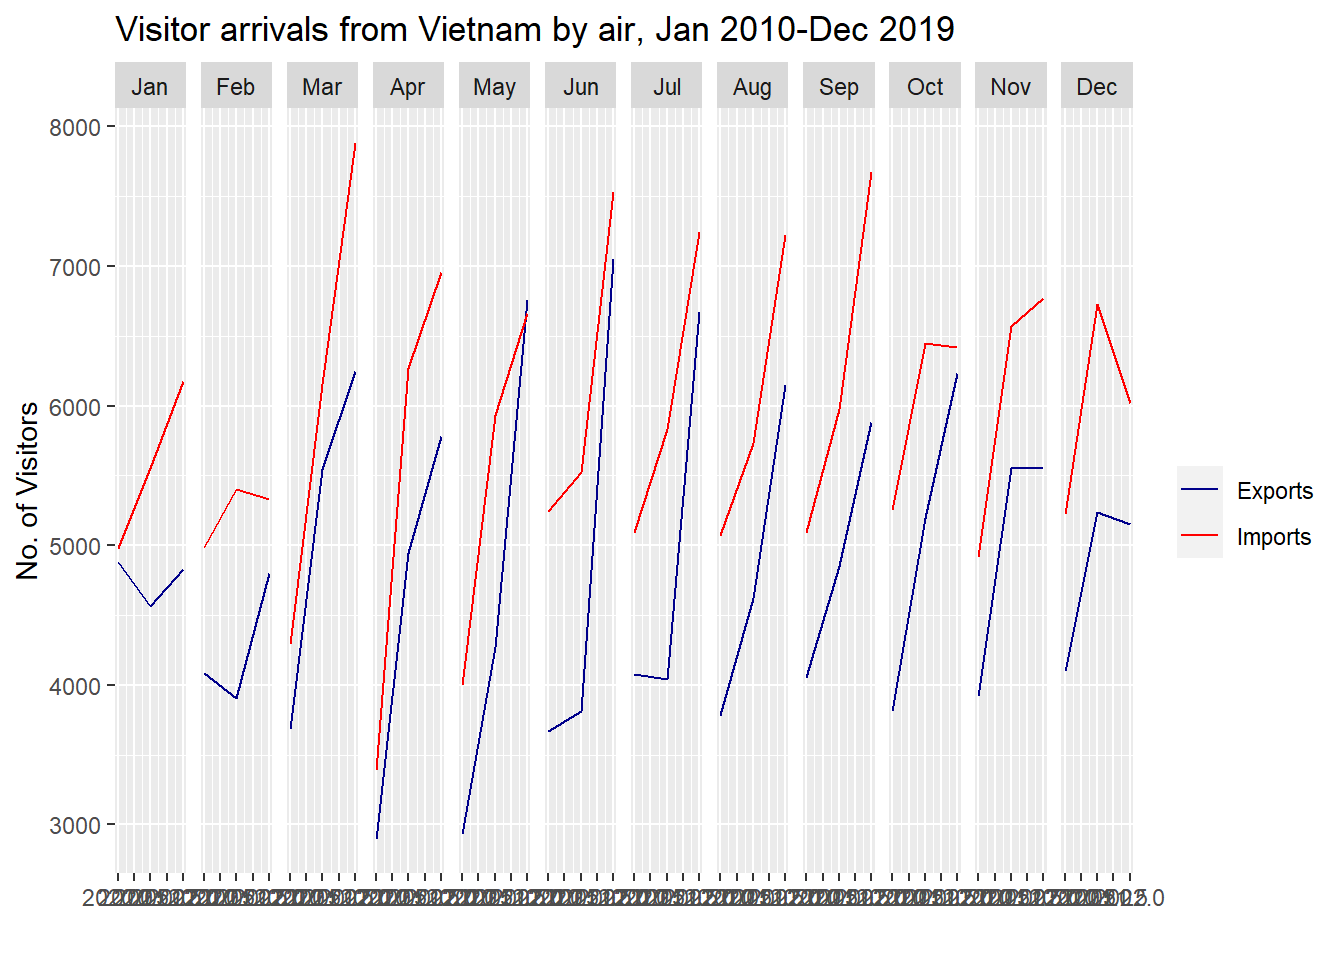 Visitor arrivals from Vietnam by air, Jan 2010-Dec 2019
Jan Feb Mar Apr May Jun Jul Aug Sep Oct Nov Dec
8000
7000
6000
5000
4000
3000
No. of Visitors
Exports
Imports